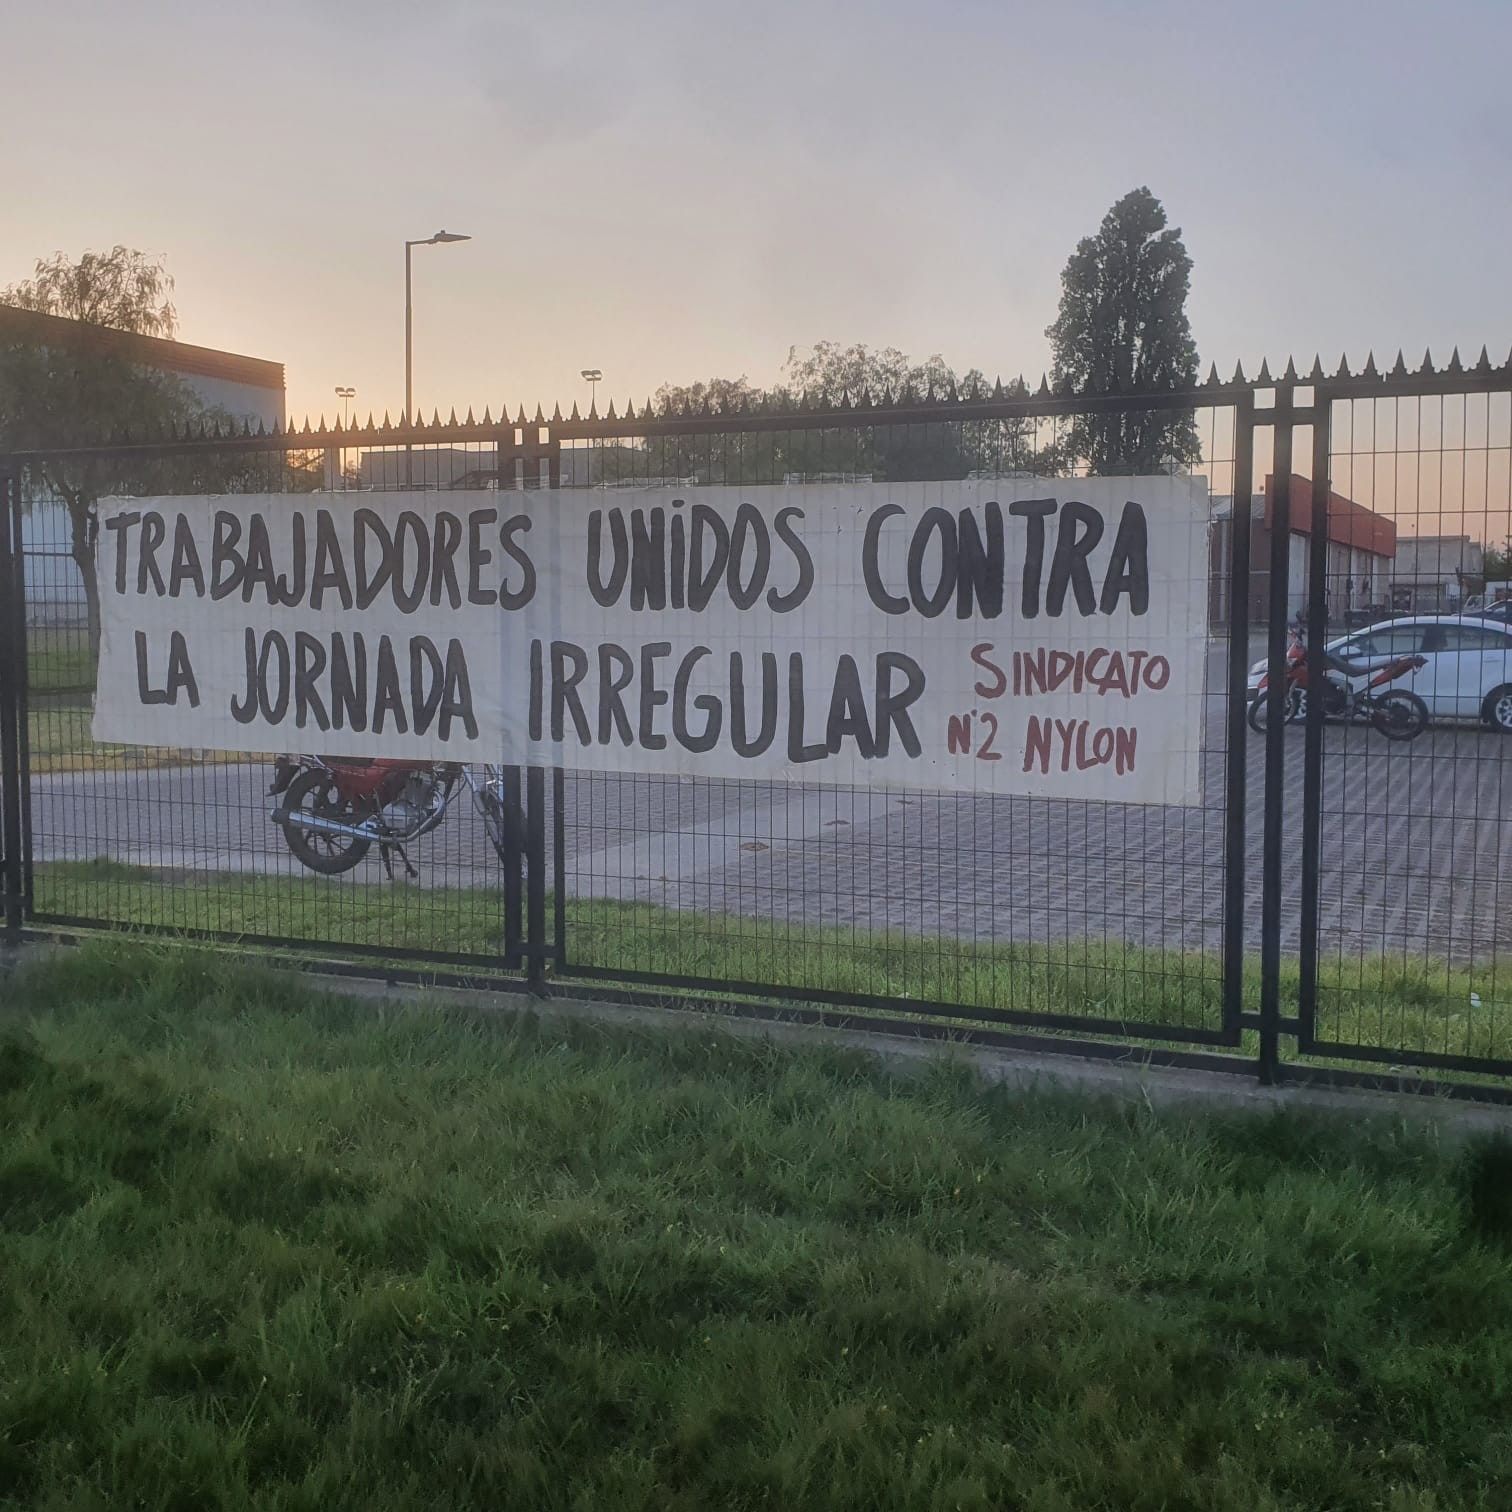 TRABAJADORES UNiDOS CONTRA
LA JORNADA IRREGULAR
SINDICATO
N°2 NYLON